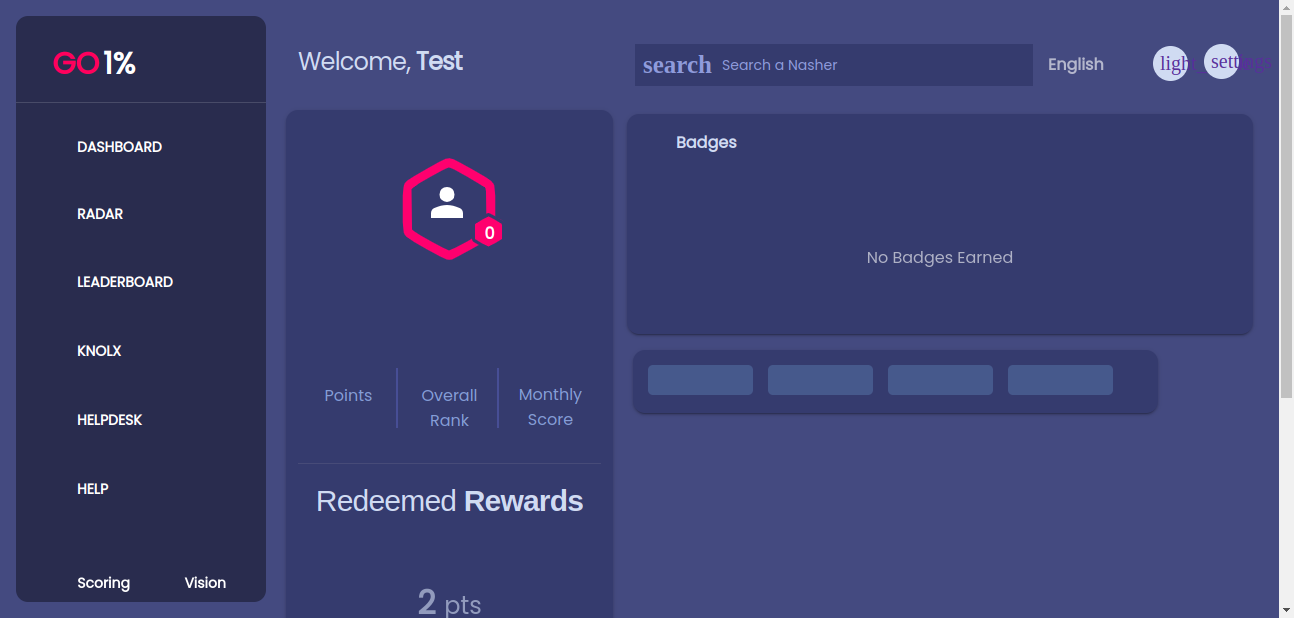 GO1%
DASHBOARD
RADAR
LEADERBOARD
KNOLX
HELPDESK
HELP
Scoring Vision
Welcome, Test
search Search a Nasher
English
settings
0
Points
Overall
Rank
Monthly
Score
Redeemed Rewards
2 pts
Badges
No Badges Earned